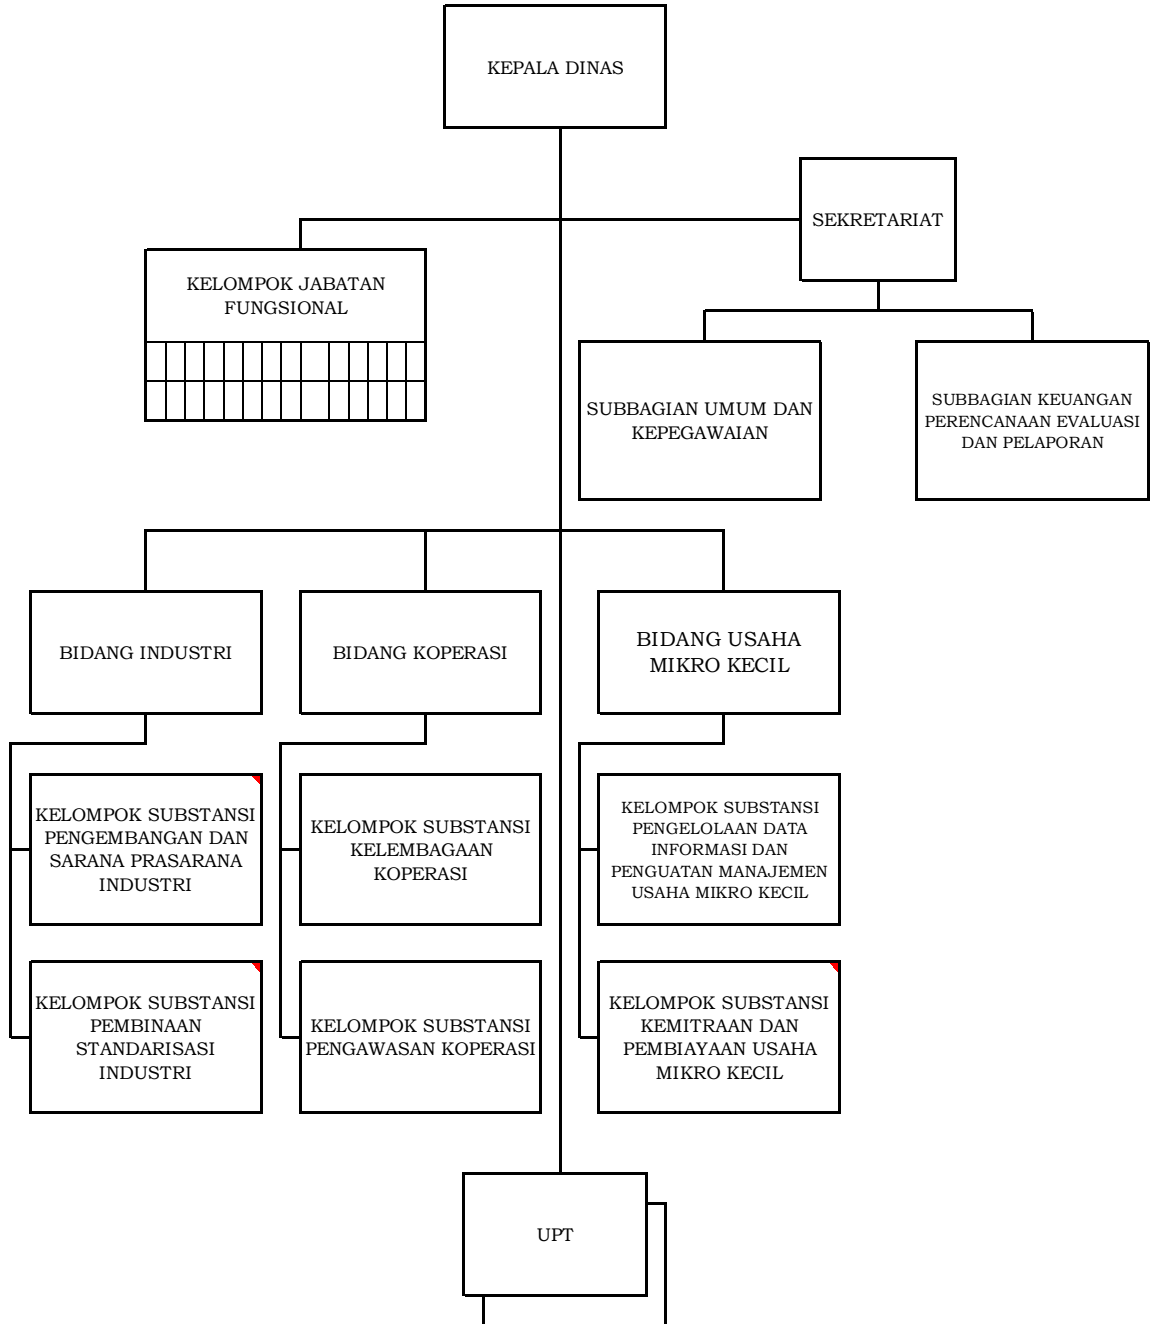 KEPALA DINAS
SEKRETARIAT
KELOMPOK JABATAN
FUNGSIONAL
SUBBAGIAN UMUM DAN
KEPEGAWAIAN
SUBBAGIAN KEUANGAN
PERENCANAAN EVALUASI
DAN PELAPORAN
BIDANG INDUSTRI
BIDANG KOPERASI
BIDANG USAHA
MIKRO KECIL
KELOMPOK SUBSTANSI
PENGEMBANGAN DAN
SARANA PRASARANA
INDUSTRI
KELOMPOK SUBSTANSI
KELEMBAGAAN
KOPERASI
KELOMPOK SUBSTANSI
PENGELOLAAN DATA
INFORMASI DAN
PENGUATAN MANAJEMEN
USAHA MIKRO KECIL
KELOMPOK SUBSTANSI
PEMBINAAN
STANDARISASI
INDUSTRI
KELOMPOK SUBSTANSI
PENGAWASAN KOPERASI
KELOMPOK SUBSTANSI
KEMITRAAN DAN
PEMBIAYAAN USAHA
MIKRO KECIL
UPT